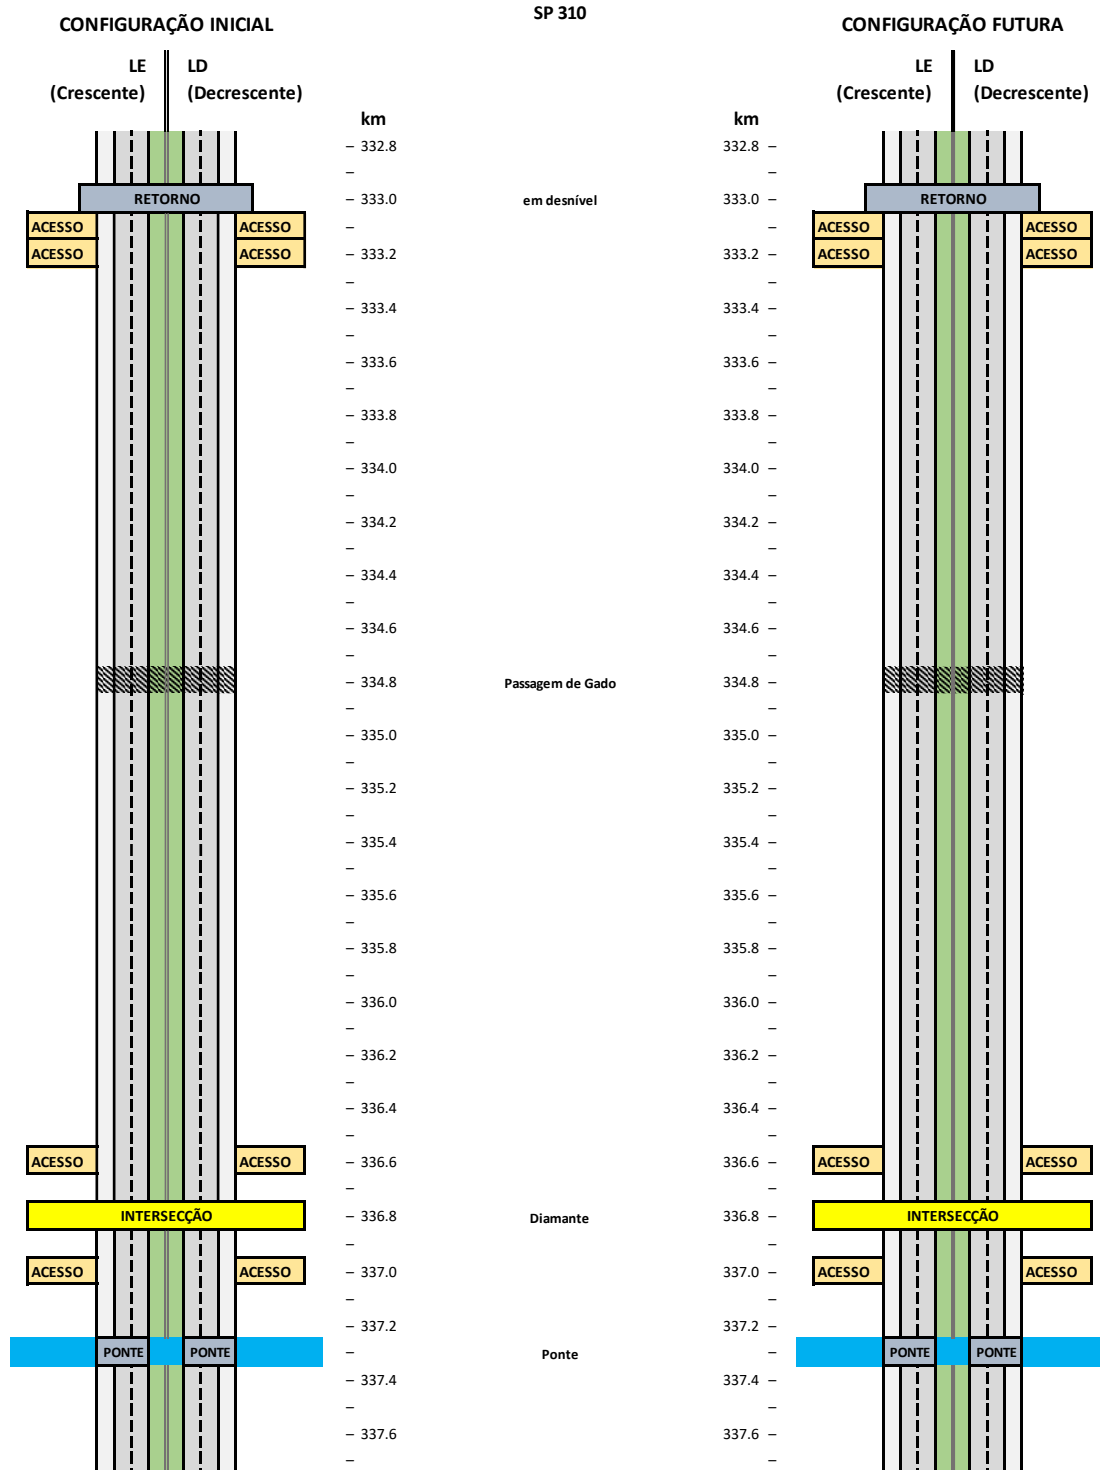 SP 310
CONFIGURAÇÃO INICIAL CONFIGURAÇÃO FUTURA
LE LD LE LD
(Crescente) (Decrescente) (Crescente) (Decrescente)
km km
– 332.8 332.8 –
– –
RETORNO – 333.0 em desnível 333.0 – RETORNO
ACESSO ACESSO – – ACESSO ACESSO
ACESSO ACESSO – 333.2 333.2 – ACESSO ACESSO
– –
– 333.4 333.4 –
– –
– 333.6 333.6 –
– –
– 333.8 333.8 –
– –
– 334.0 334.0 –
– –
– 334.2 334.2 –
– –
– 334.4 334.4 –
– –
– 334.6 334.6 –
– –
– 334.8 Passagem de Gado 334.8 –
– –
– 335.0 335.0 –
– –
– 335.2 335.2 –
– –
– 335.4 335.4 –
– –
– 335.6 335.6 –
– –
– 335.8 335.8 –
– –
– 336.0 336.0 –
– –
– 336.2 336.2 –
– –
– 336.4 336.4 –
– –
ACESSO ACESSO – 336.6 336.6 – ACESSO ACESSO
– –
INTERSECÇÃO – 336.8 Diamante 336.8 – INTERSECÇÃO
– –
ACESSO ACESSO – 337.0 337.0 – ACESSO ACESSO
– –
– 337.2 337.2 –
PONTE PONTE – Ponte – PONTE PONTE
– 337.4 337.4 –
– –
– 337.6 337.6 –
– –